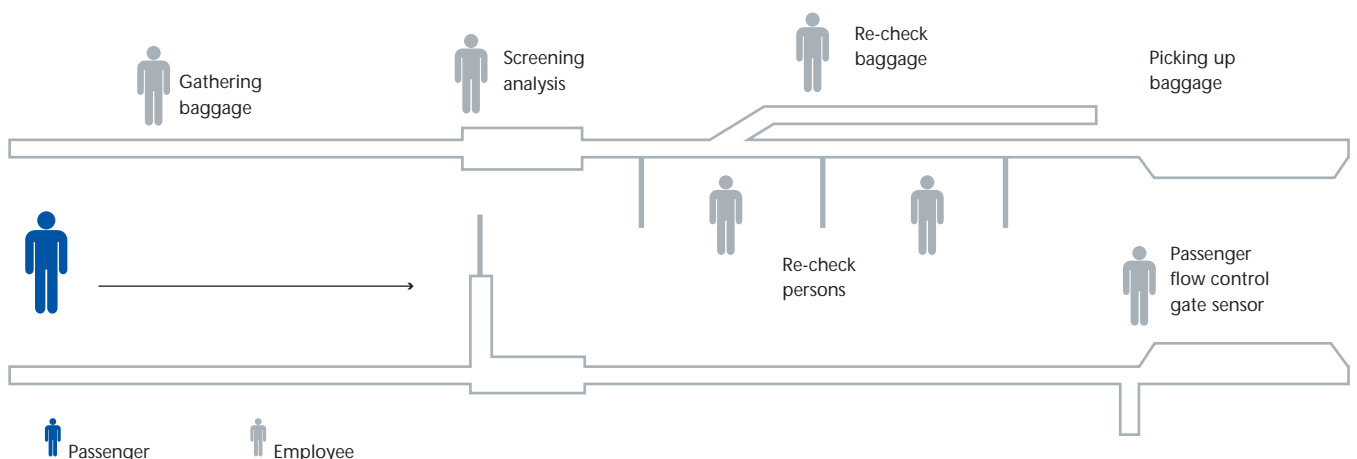 Gathering
baggage
Screening
analysis
Re-check
baggage
Picking up
baggage
Re-check
persons
Passenger
flow control
gate sensor
Passenger
Employee